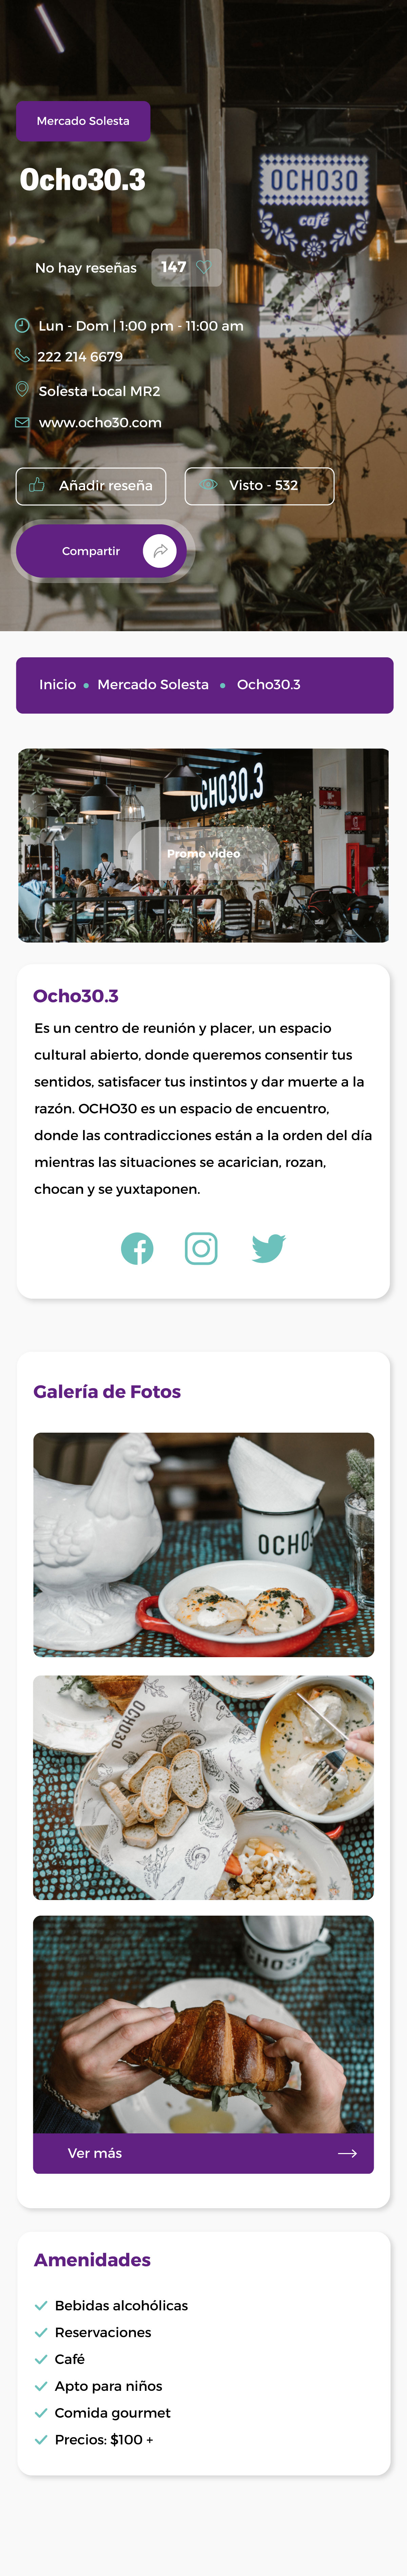 Mercado Solesta
Ocho30.3
OCHO30
café
No hay reseñas
147
Lun - Dom | 1:00 pm - 11:00 am
222 214 6679
Solesta Local MR2
www.ocho30.com
Añadir reseña
Visto - 532
Compartir
Inicio • Mercado Solesta • Ocho30.3
OCHO30.3
Promo video
Ocho30.3
Es un centro de reunión y placer, un espacio
cultural abierto, donde queremos consentir tus
sentidos, satisfacer tus instintos y dar muerte a la
razón. OCHO30 es un espacio de encuentro,
donde las contradicciones están a la orden del día
mientras las situaciones se acarician, rozan,
chocan y se yuxtaponen.
Galería de Fotos
OCHO
OCHO30
CHO30
Ver más
Amenidades
Bebidas alcohólicas
Reservaciones
Café
Apto para niños
Comida gourmet
Precios: $100 +